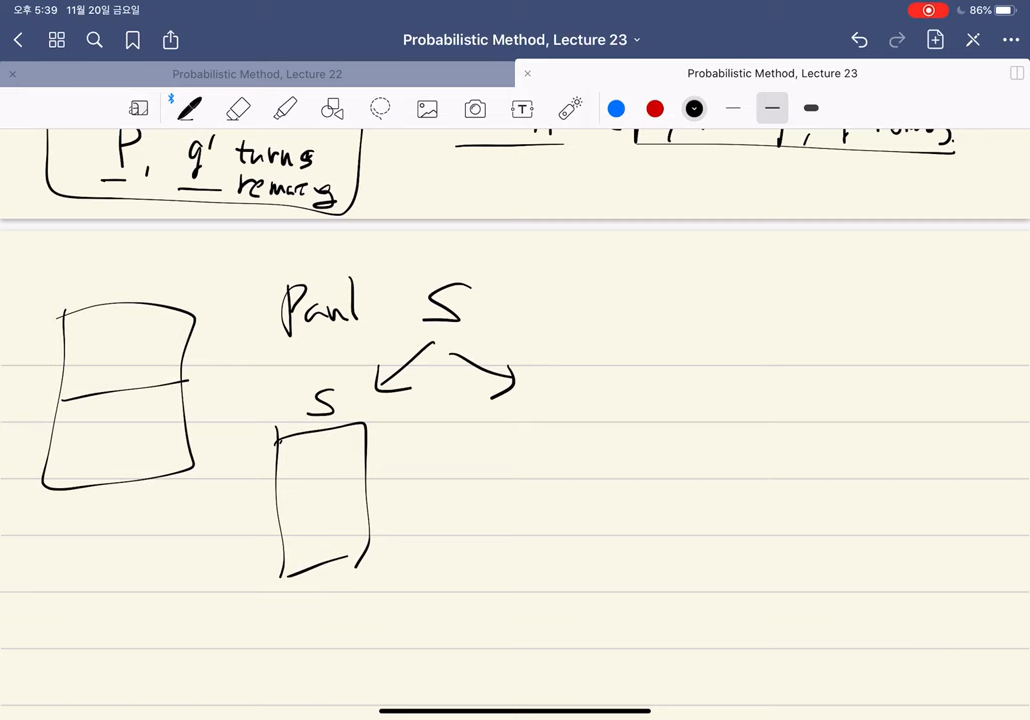 오후 5:39 11월 20일 금요일
86%
Probabilistic Method, Lecture 23
Probabilistic Method, Lecture 22
Probabilistic Method, Lecture 23
T
P, q' turns
Paul S
S